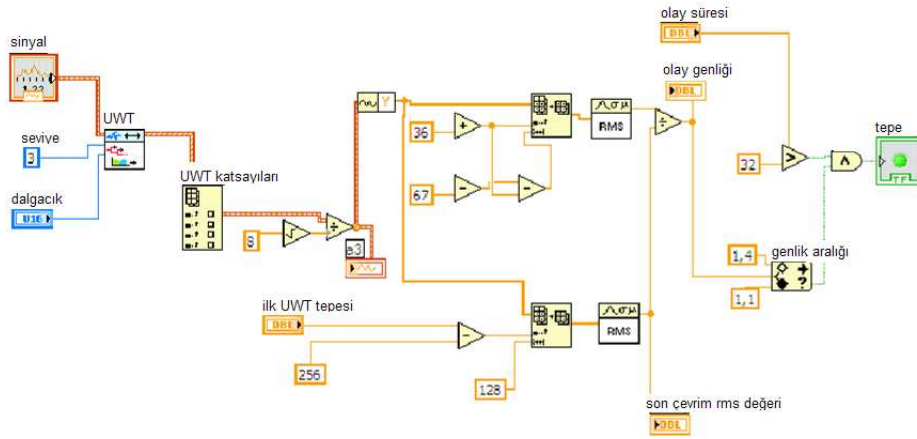 olay süresi
DBL
sinyal
olay genliği
DBL
UWT
tepe
seviye
3
36
+
RMS
÷
32
>
∧
TF
UWT katsayıları
67
-
-
dalgacık
U16
8
√
÷
a3
Y
genlik aralığı
1,4
?
1,1
ilk UWT tepesi
DBL
-
RMS
256
128
son çevrim rms değeri
DBL